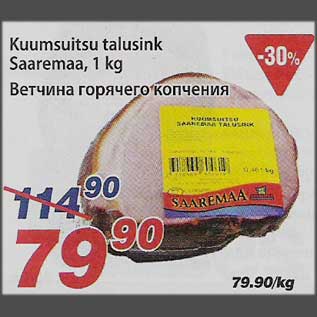 Kuumsuitsu talusink
Saaremaa, 1 kg
Ветчина горячего копчения
-30%
KUUMSUITSU
SAAREMAA TALUSINK
SAAREMAA
114 90
79 90
79.90/kg